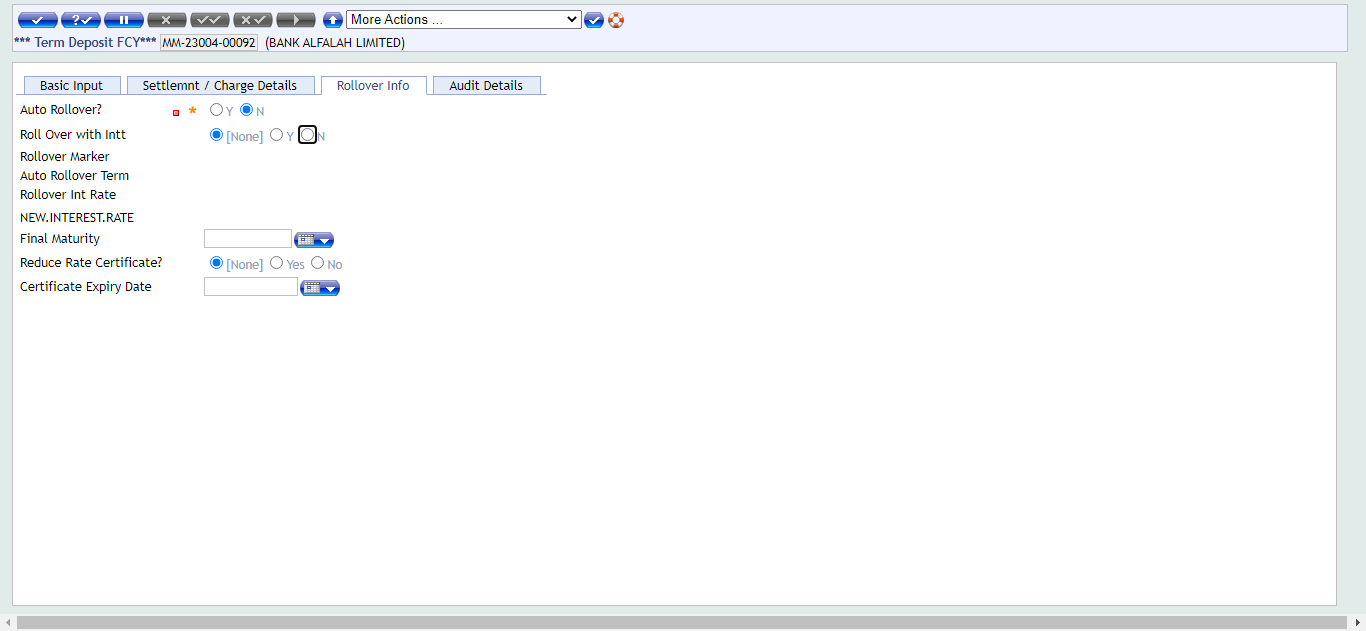 More Actions ...
*** Term Deposit FCY*** MM-23004-00092 (BANK ALFALAH LIMITED)
Basic Input Settlemnt / Charge Details Rollover Info Audit Details
Auto Rollover? * Y N
Roll Over with Intt [None] Y N
Rollover Marker
Auto Rollover Term
Rollover Int Rate
NEW.INTEREST.RATE
Final Maturity
Reduce Rate Certificate? [None] Yes No
Certificate Expiry Date